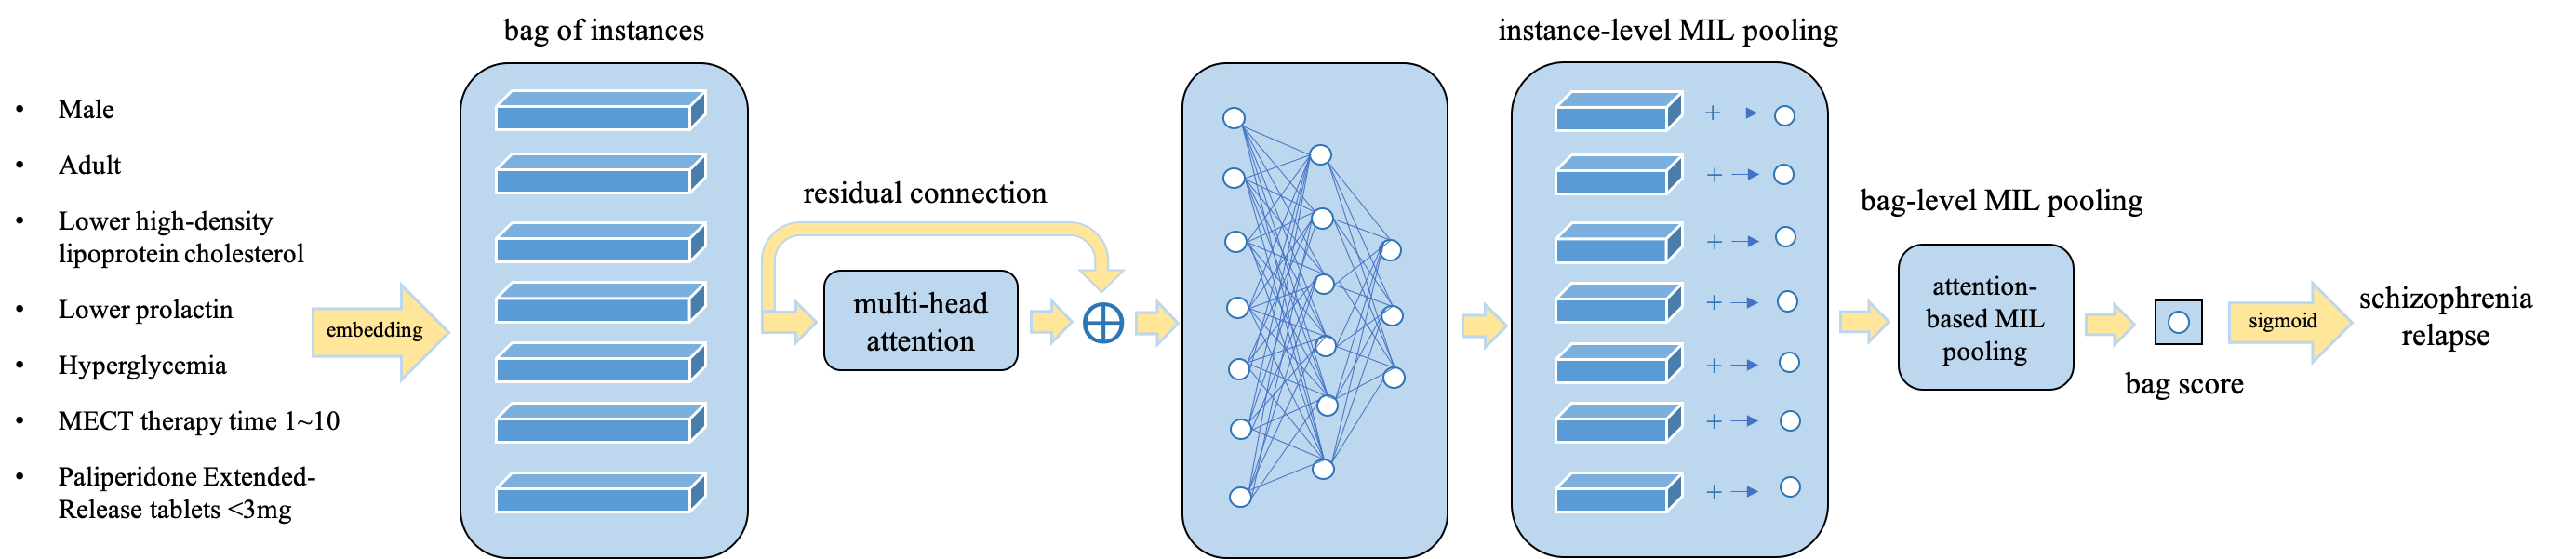 bag of instances
instance-level MIL pooling
• Male
• Adult
• Lower high-density
lipoprotein cholesterol
• Lower prolactin
• Hyperglycemia
• MECT therapy time 1~10
• Paliperidone Extended-
Release tablets <3mg
embedding
residual connection
multi-head
attention
+
+
+
+
+
+
+
bag-level MIL pooling
attention-
based MIL
pooling
bag score
sigmoid
schizophrenia
relapse